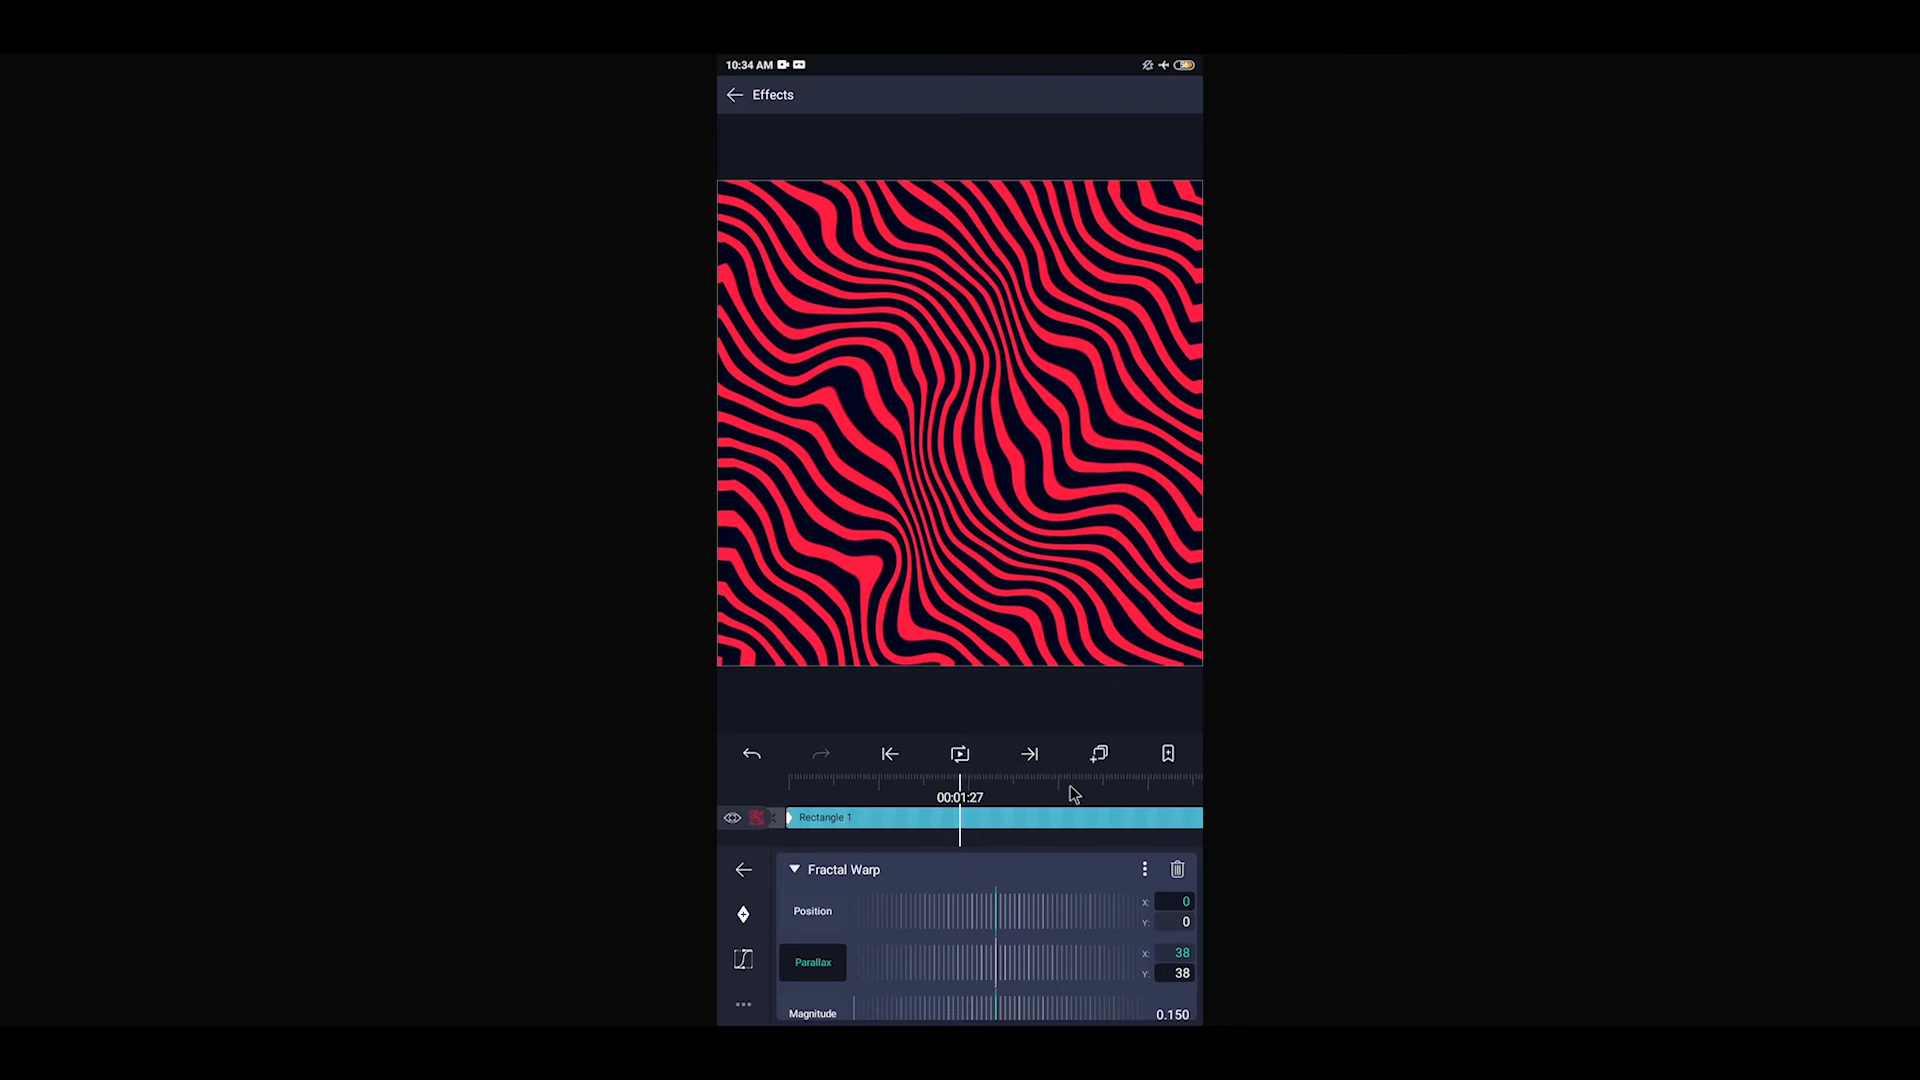 10:34 AM
56
Effects
00:01:27
Rectangle 1
Fractal Warp
Position
X: 0
Y: 0
Parallax
X: 38
Y: 38
Magnitude
0.150